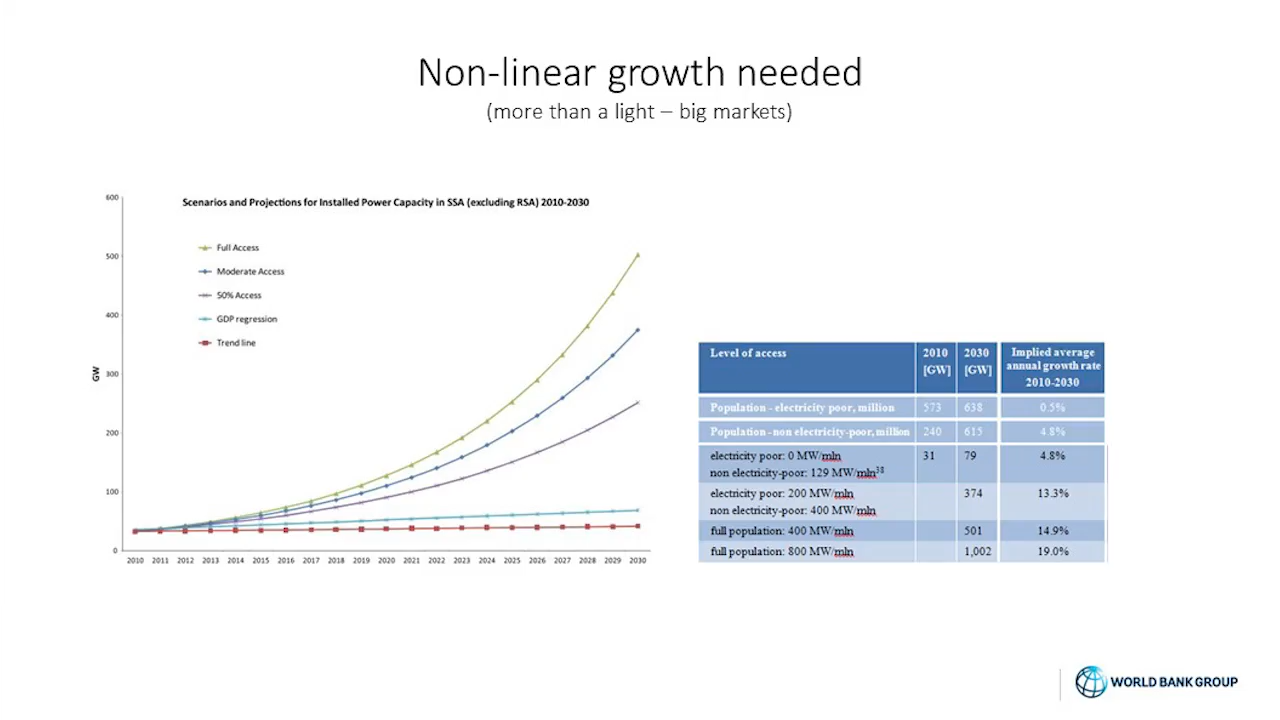 Non-linear growth needed
(more than a light – big markets)
Scenarios and Projections for Installed Power Capacity in SSA (excluding RSA) 2010-2030
600
500
400
300
200
100
0
GW
Full Access
Moderate Access
50% Access
GDP regression
Trend line
2010 2011 2012 2013 2014 2015 2016 2017 2018 2019 2020 2021 2022 2023 2024 2025 2026 2027 2028 2029 2030
Level of access 2010 [GW] 2030 [GW] Implied average annual growth rate 2010-2030
Population - electricity poor, million 573 638 0.5%
Population - non electricity-poor, million 240 615 4.8%
electricity poor: 0 MW/mln 31 79 4.8%
non electricity-poor: 129 MW/mln38
electricity poor: 200 MW/mln 374 13.3%
non electricity-poor: 400 MW/mln
full population: 400 MW/mln 501 14.9%
full population: 800 MW/mln 1,002 19.0%
WORLD BANK GROUP